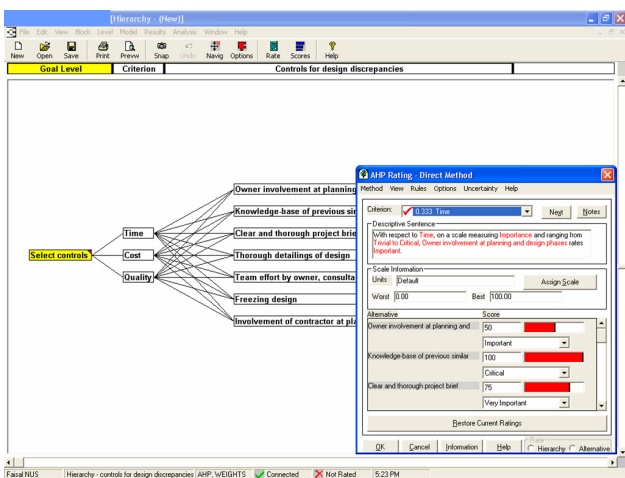 [Hierarchy - (New)]
File Edit View Block Level Model Results Analysis Window Help
New Open Save Print Prevw Snap Undo Navig Options Rate Scores Help
Goal Level Criterion Controls for design discrepancies
Owner involvement at planning
Knowledge-base of previous sim
Time Clear and thorough project brie
Select controls Cost Thorough detailings of design
Quality Team effort by owner, consulta
Freezing design
Involvement of contractor at pla
AHP Rating - Direct Method
Method View Rules Options Uncertainty Help
Criterion: 0.333 Time Next Notes
Descriptive Sentence
With respect to Time, on a scale measuring Importance and ranging from
Trivial to Critical, Owner involvement at planning and design phases rates
Important.
Scale Information
Units Default Assign Scale
Worst 0.00 Best 100.00
Alternative Score
Owner involvement at planning and 50
Important
Knowledge-base of previous similar 100
Critical
Clear and thorough project brief 75
Very Important
Restore Current Ratings
Rate
OK Cancel Information Help Hierarchy Alternative
Faisal NUS Hierarchy - controls for design discrepancies AHP, WEIGHTS Connected Not Rated 5:23 PM